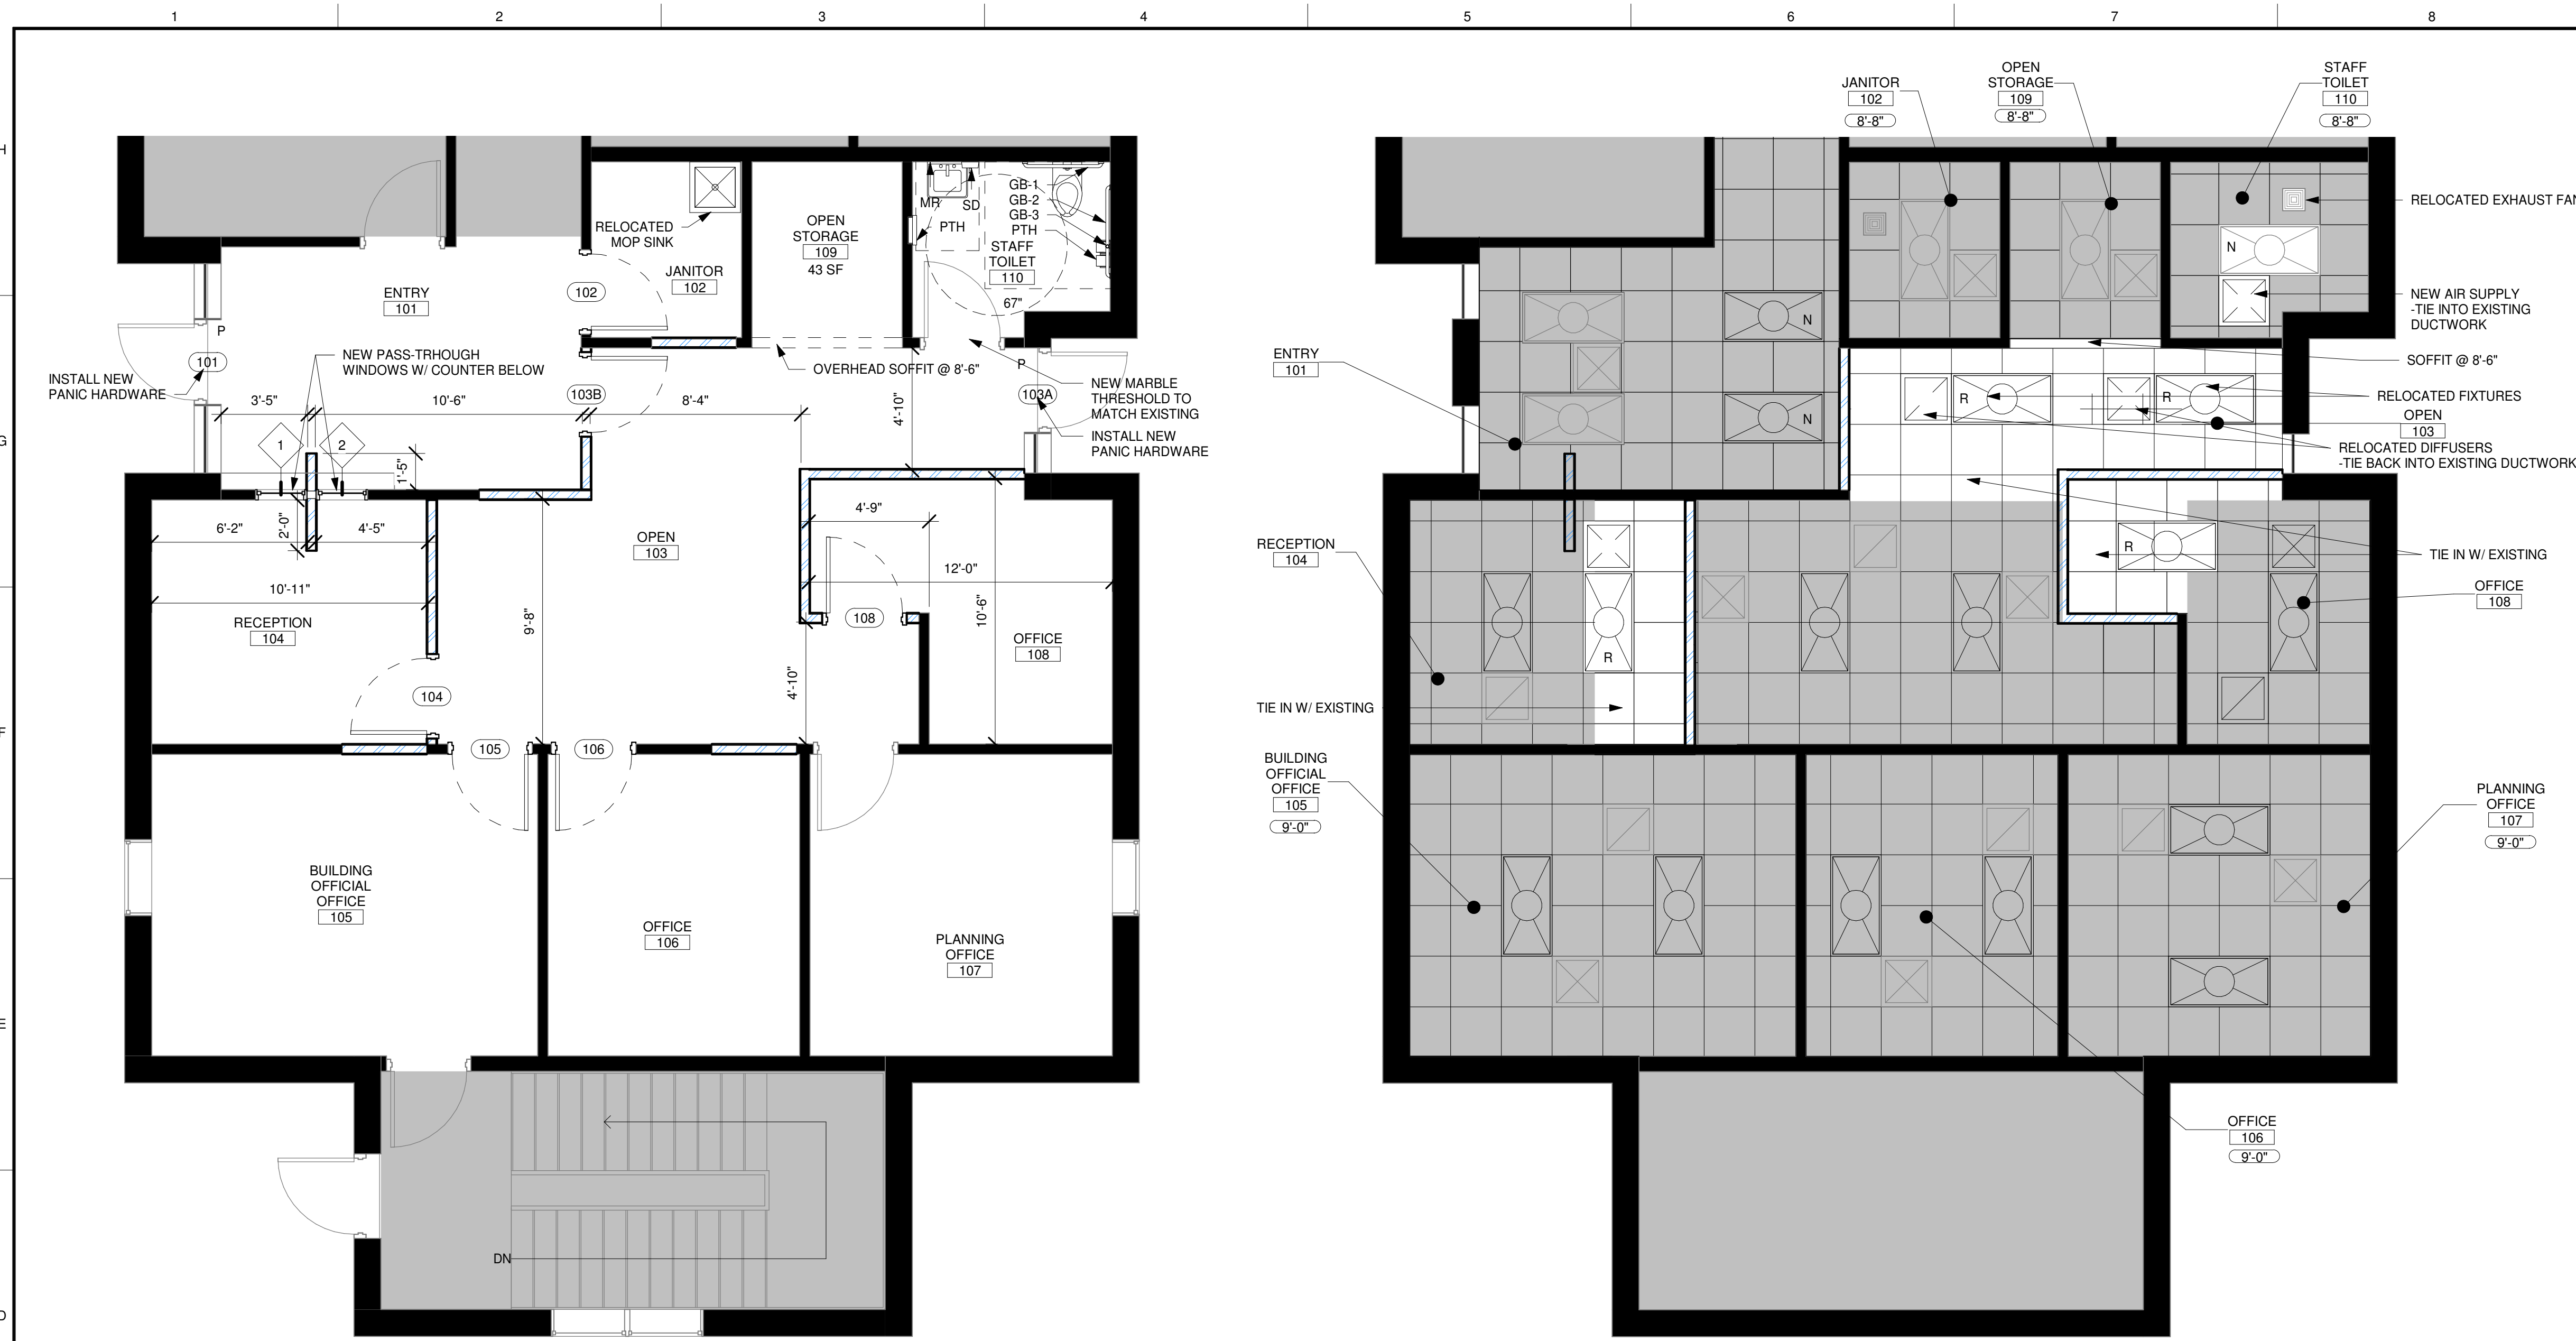 1
2
3
4
5
6
7
8
H
G
F
E
D
ENTRY
101
RELOCATED
MOP SINK
JANITOR
102
OPEN
STORAGE
109
43 SF
MR
SD
PTH
GB-1
GB-2
GB-3
PTH
STAFF
TOILET
110
67"
102
P
101
INSTALL NEW
PANIC HARDWARE
NEW PASS-TRHOUGH
WINDOWS W/ COUNTER BELOW
103B
OVERHEAD SOFFIT @ 8'-6"
P
103A
NEW MARBLE
THRESHOLD TO
MATCH EXISTING
INSTALL NEW
PANIC HARDWARE
3'-5"
10'-6"
8'-4"
4'-10"
1
2
1'-5"
6'-2"
2'-0"
4'-5"
10'-11"
RECEPTION
104
9'-8"
OPEN
103
4'-9"
12'-0"
10'-6"
108
4'-10"
OFFICE
108
104
105
106
BUILDING
OFFICIAL
OFFICE
105
OFFICE
106
PLANNING
OFFICE
107
DN
JANITOR
102
8'-8"
OPEN
STORAGE
109
8'-8"
STAFF
TOILET
110
8'-8"
RELOCATED EXHAUST FAN
N
NEW AIR SUPPLY
-TIE INTO EXISTING
DUCTWORK
N
ENTRY
101
SOFFIT @ 8'-6"
R
R
RELOCATED FIXTURES
N
OPEN
103
RELOCATED DIFFUSERS
-TIE BACK INTO EXISTING DUCTWORK
RECEPTION
104
R
TIE IN W/ EXISTING
OFFICE
108
R
TIE IN W/ EXISTING
BUILDING
OFFICIAL
OFFICE
105
9'-0"
PLANNING
OFFICE
107
9'-0"
OFFICE
106
9'-0"